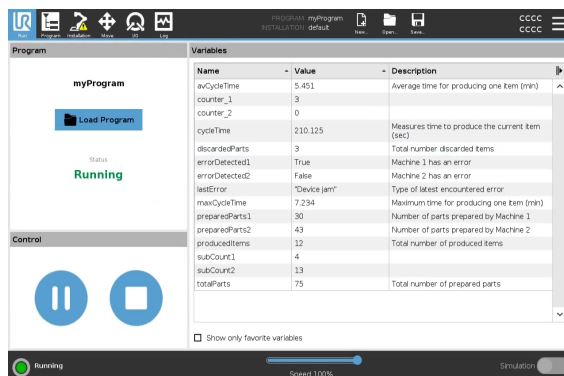 UR
PROGRAM myProgram
INSTALLATION default
CCCC
CCCC
Run Program Installation Move I/O Log
New... Open... Save...
Program
Variables
myProgram
Load Program
Status
Running
Control
Name Value Description
avCycleTime 5.451 Average time for producing one item (min)
counter_1 3
counter_2 0
cycleTime 210.125 Measures time to produce the current item
(sec)
discardedParts 3 Total number discarded items
errorDetected1 True Machine 1 has an error
errorDetected2 False Machine 2 has an error
lastError "Device jam" Type of latest encountered error
maxCycleTime 7.234 Maximum time for producing one item (min)
preparedParts1 30 Number of parts prepared by Machine 1
preparedParts2 43 Number of parts prepared by Machine 2
producedItems 12 Total number of produced items
subCount1 4
subCount2 13
totalParts 75 Total number of prepared parts
Show only favorite variables
Running
Speed 100%
Simulation